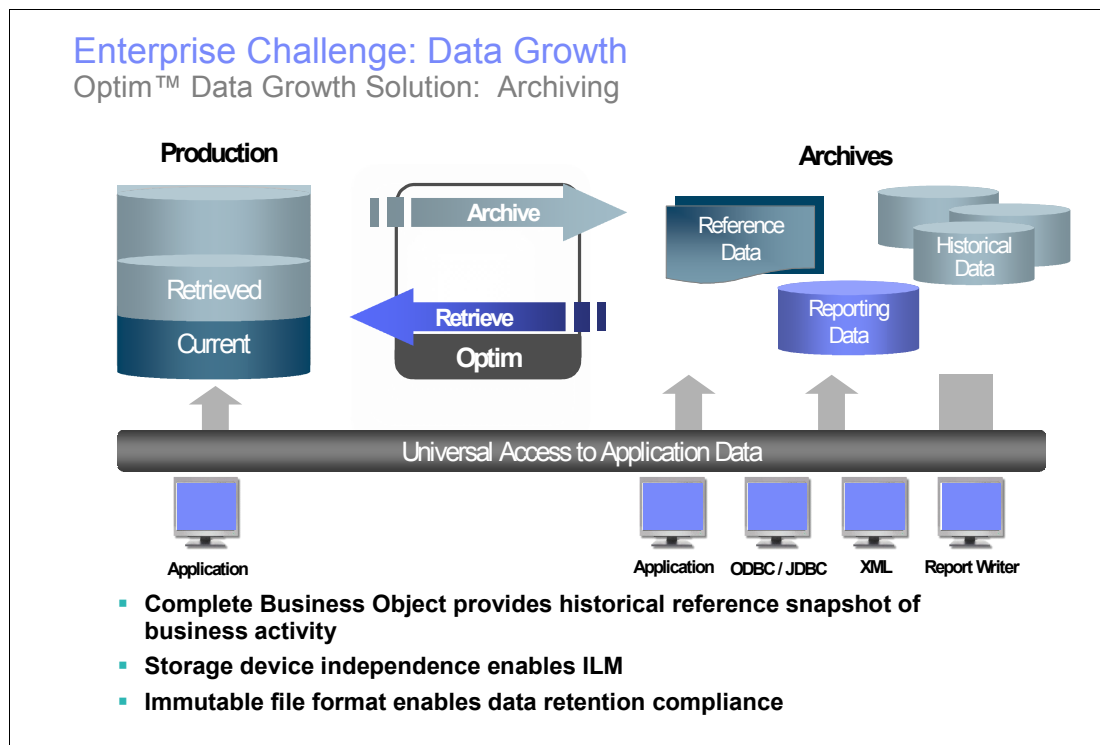 Enterprise Challenge: Data Growth
Optim™ Data Growth Solution: Archiving
Production
Archives
Archive
Retrieve
Optim
Retrieved
Current
Reference
Data
Historical
Data
Reporting
Data
Universal Access to Application Data
Application
Application
ODBC / JDBC
XML
Report Writer
▪ Complete Business Object provides historical reference snapshot of
business activity
▪ Storage device independence enables ILM
▪ Immutable file format enables data retention compliance